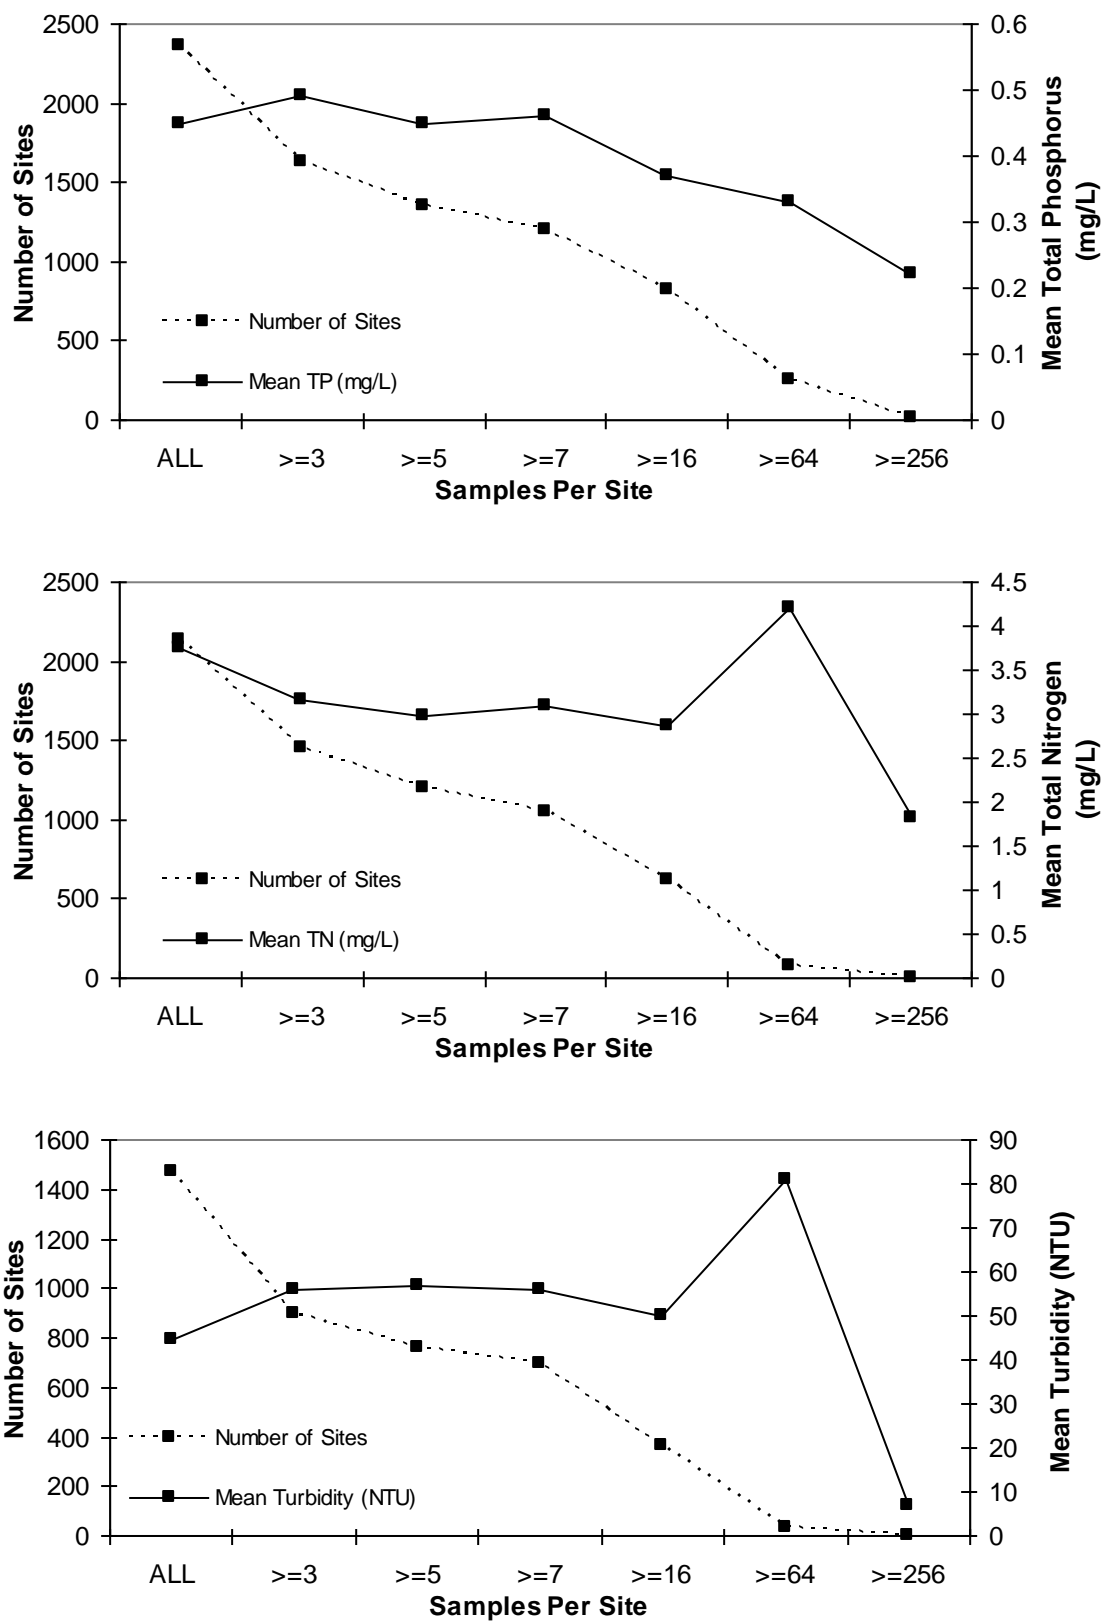 2500
2000
1500
1000
500
0
Number of Sites
0.6
0.5
0.4
0.3
0.2
0.1
0
Mean Total Phosphorus
(mg/L)
Number of Sites
Mean TP (mg/L)
ALL >=3 >=5 >=7 >=16 >=64 >=256
Samples Per Site
2500
2000
1500
1000
500
0
Number of Sites
4.5
4
3.5
3
2.5
2
1.5
1
0.5
0
Mean Total Nitrogen
(mg/L)
Number of Sites
Mean TN (mg/L)
ALL >=3 >=5 >=7 >=16 >=64 >=256
Samples Per Site
1600
1400
1200
1000
800
600
400
200
0
Number of Sites
90
80
70
60
50
40
30
20
10
0
Mean Turbidity (NTU)
Number of Sites
Mean Turbidity (NTU)
ALL >=3 >=5 >=7 >=16 >=64 >=256
Samples Per Site